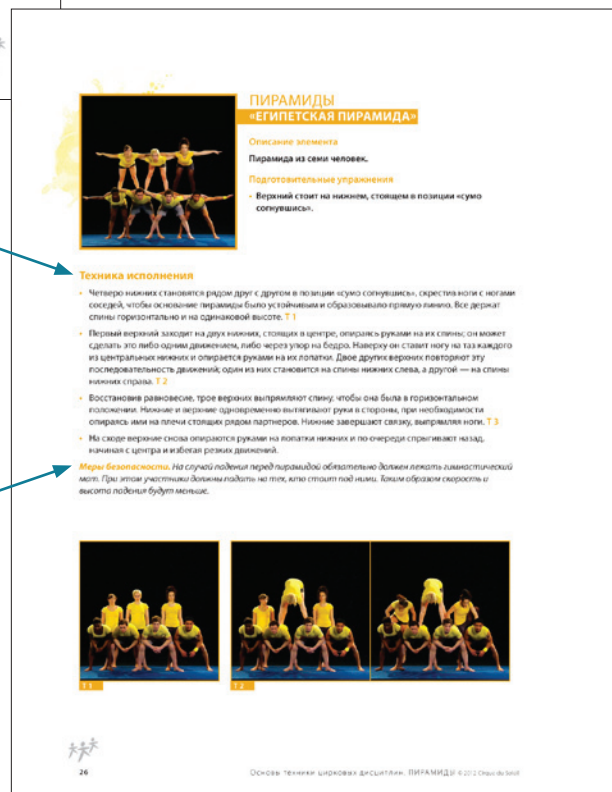 ПИРАМИДЫ
«ЕГИПЕТСКАЯ ПИРАМИДА»
Описание элемента
Пирамида из семи человек.
Подготовительные упражнения
• Верхний стоит на нижнем, стоящем в позиции «сумо
согнувшись».
Техника исполнения
• Четверо нижних становятся рядом друг с другом в позиции «сумо согнувшись», скрестив ноги с ногами
соседей, чтобы основание пирамиды было устойчивым и образовывало прямую линию. Все держат
спины горизонтально и на одинаковой высоте. Т 1
• Первый верхний заходит на двух нижних, стоящих в центре, опираясь руками на их спины; он может
сделать это либо одним движением, либо через упор на бедро. Наверху он ставит ногу на таз каждого
из центральных нижних и опирается руками на их лопатки. Двое других верхних повторяют эту
последовательность движений; один из них становится на спины нижних слева, а другой — на спины
нижних справа. Т 2
• Восстановив равновесие, трое верхних выпрямляют спину, чтобы она была в горизонтальном
положении. Нижние и верхние одновременно вытягивают руки в стороны, при необходимости
опираясь ими на плечи стоящих рядом партнеров. Нижние завершают связку, выпрямляя ноги. Т 3
• На сходе верхние снова опираются руками на лопатки нижних и по очереди спрыгивают назад,
начиная с центра и избегая резких движений.
Меры безопасности. На случай падения перед пирамидой обязательно должен лежать гимнастический
мат. При этом участники должны падать на тех, кто стоит под ними. Таким образом скорость и
высота падения будут меньше.
Т 1
Т 2
26
Основы техники цирковых дисциплин. ПИРАМИДЫ © 2012 Cirque du Soleil